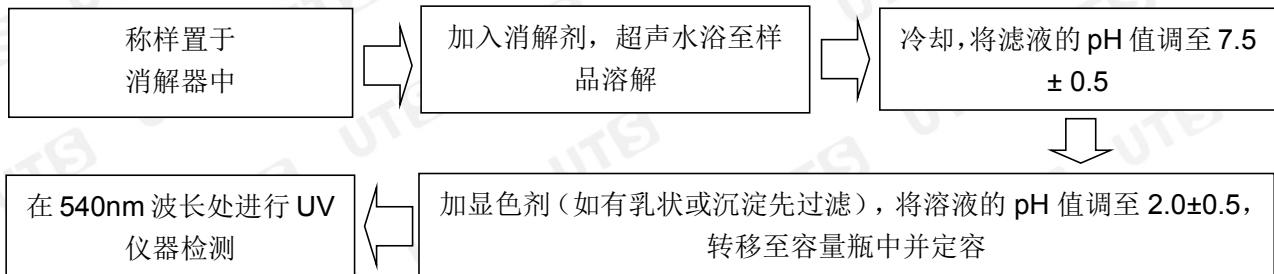 称样置于
消解器中
加入消解剂，超声水浴至样
品溶解
冷却，将滤液的 pH 值调至 7.5
± 0.5
加显色剂（如有乳状或沉淀先过滤），将溶液的 pH 值调至 2.0±0.5，
转移至容量瓶中并定容
在 540nm 波长处进行 UV
仪器检测